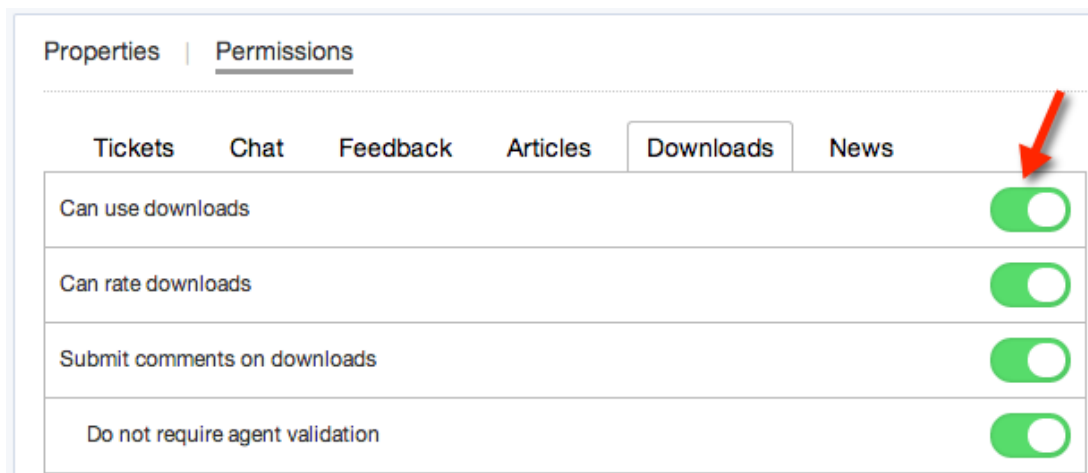 Properties | Permissions
Tickets Chat Feedback Articles Downloads News
Can use downloads
Can rate downloads
Submit comments on downloads
Do not require agent validation